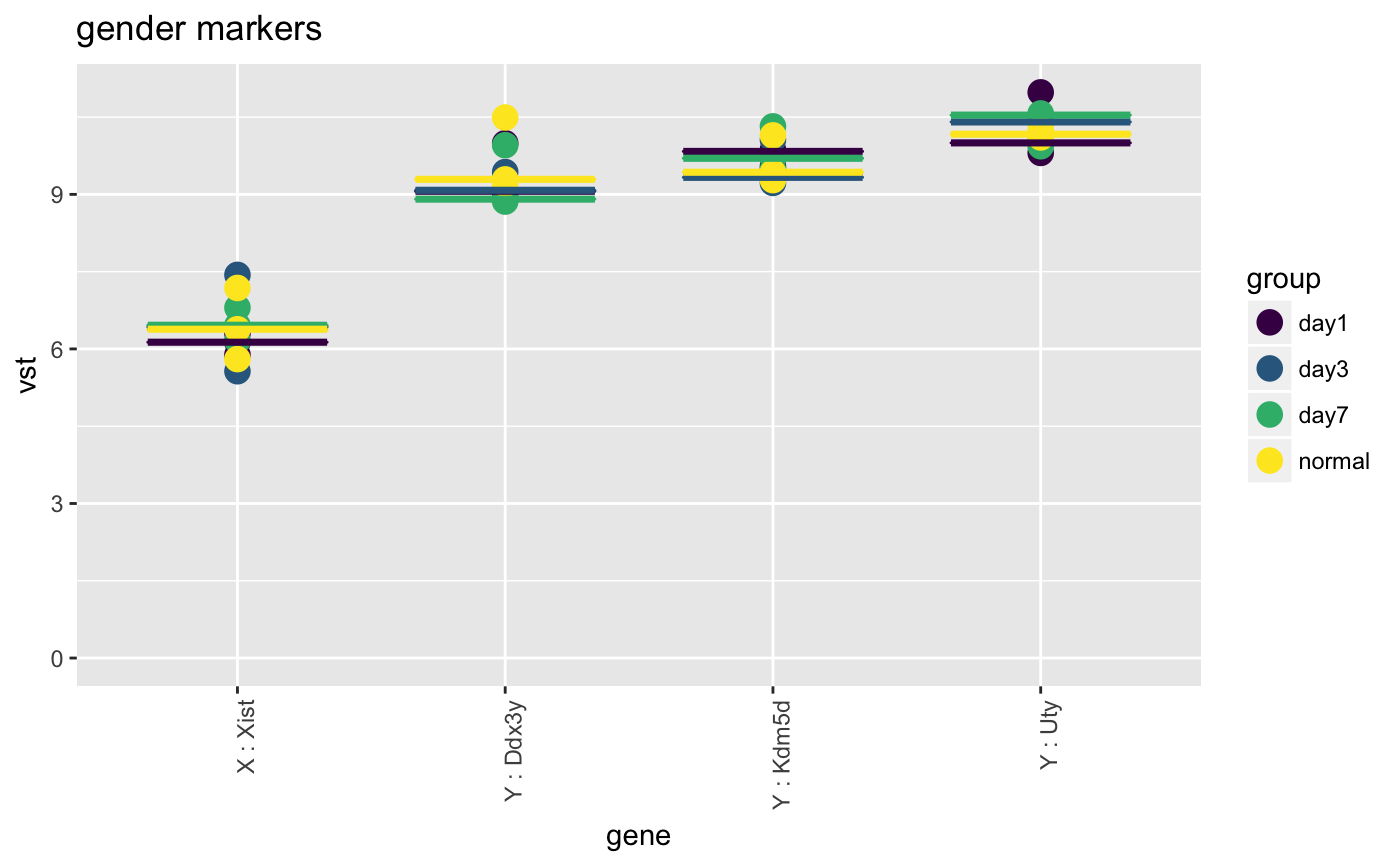 gender markers
vst
9
6
3
0
X : Xist
Y : Ddx3y
Y : Kdm5d
Y : Uty
gene
group
day1
day3
day7
normal